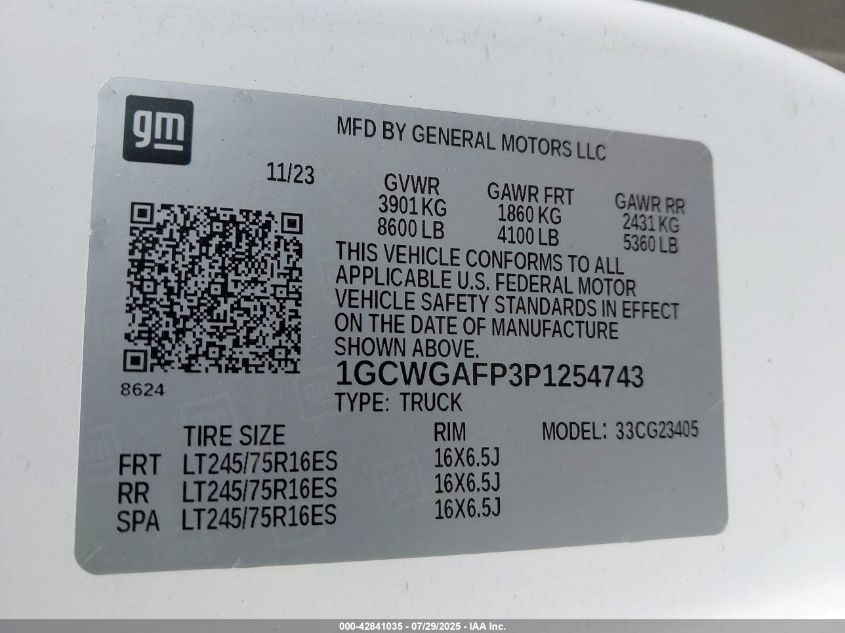 gm
MFD BY GENERAL MOTORS LLC
11/23
GVWR
3901 KG
8600 LB
GAWR FRT
1860 KG
4100 LB
GAWR RR
2431 KG
5360 LB
THIS VEHICLE CONFORMS TO ALL
APPLICABLE U.S. FEDERAL MOTOR
VEHICLE SAFETY STANDARDS IN EFFECT
ON THE DATE OF MANUFACTURE
SHOWN ABOVE.
8624
1GCWGAFP3P1254743
TYPE: TRUCK
TIRE SIZE RIM MODEL: 33CG23405
FRT LT245/75R16ES 16X6.5J
RR LT245/75R16ES 16X6.5J
SPA LT245/75R16ES 16X6.5J
000-42841035 - 07/29/2025 - IAA Inc.